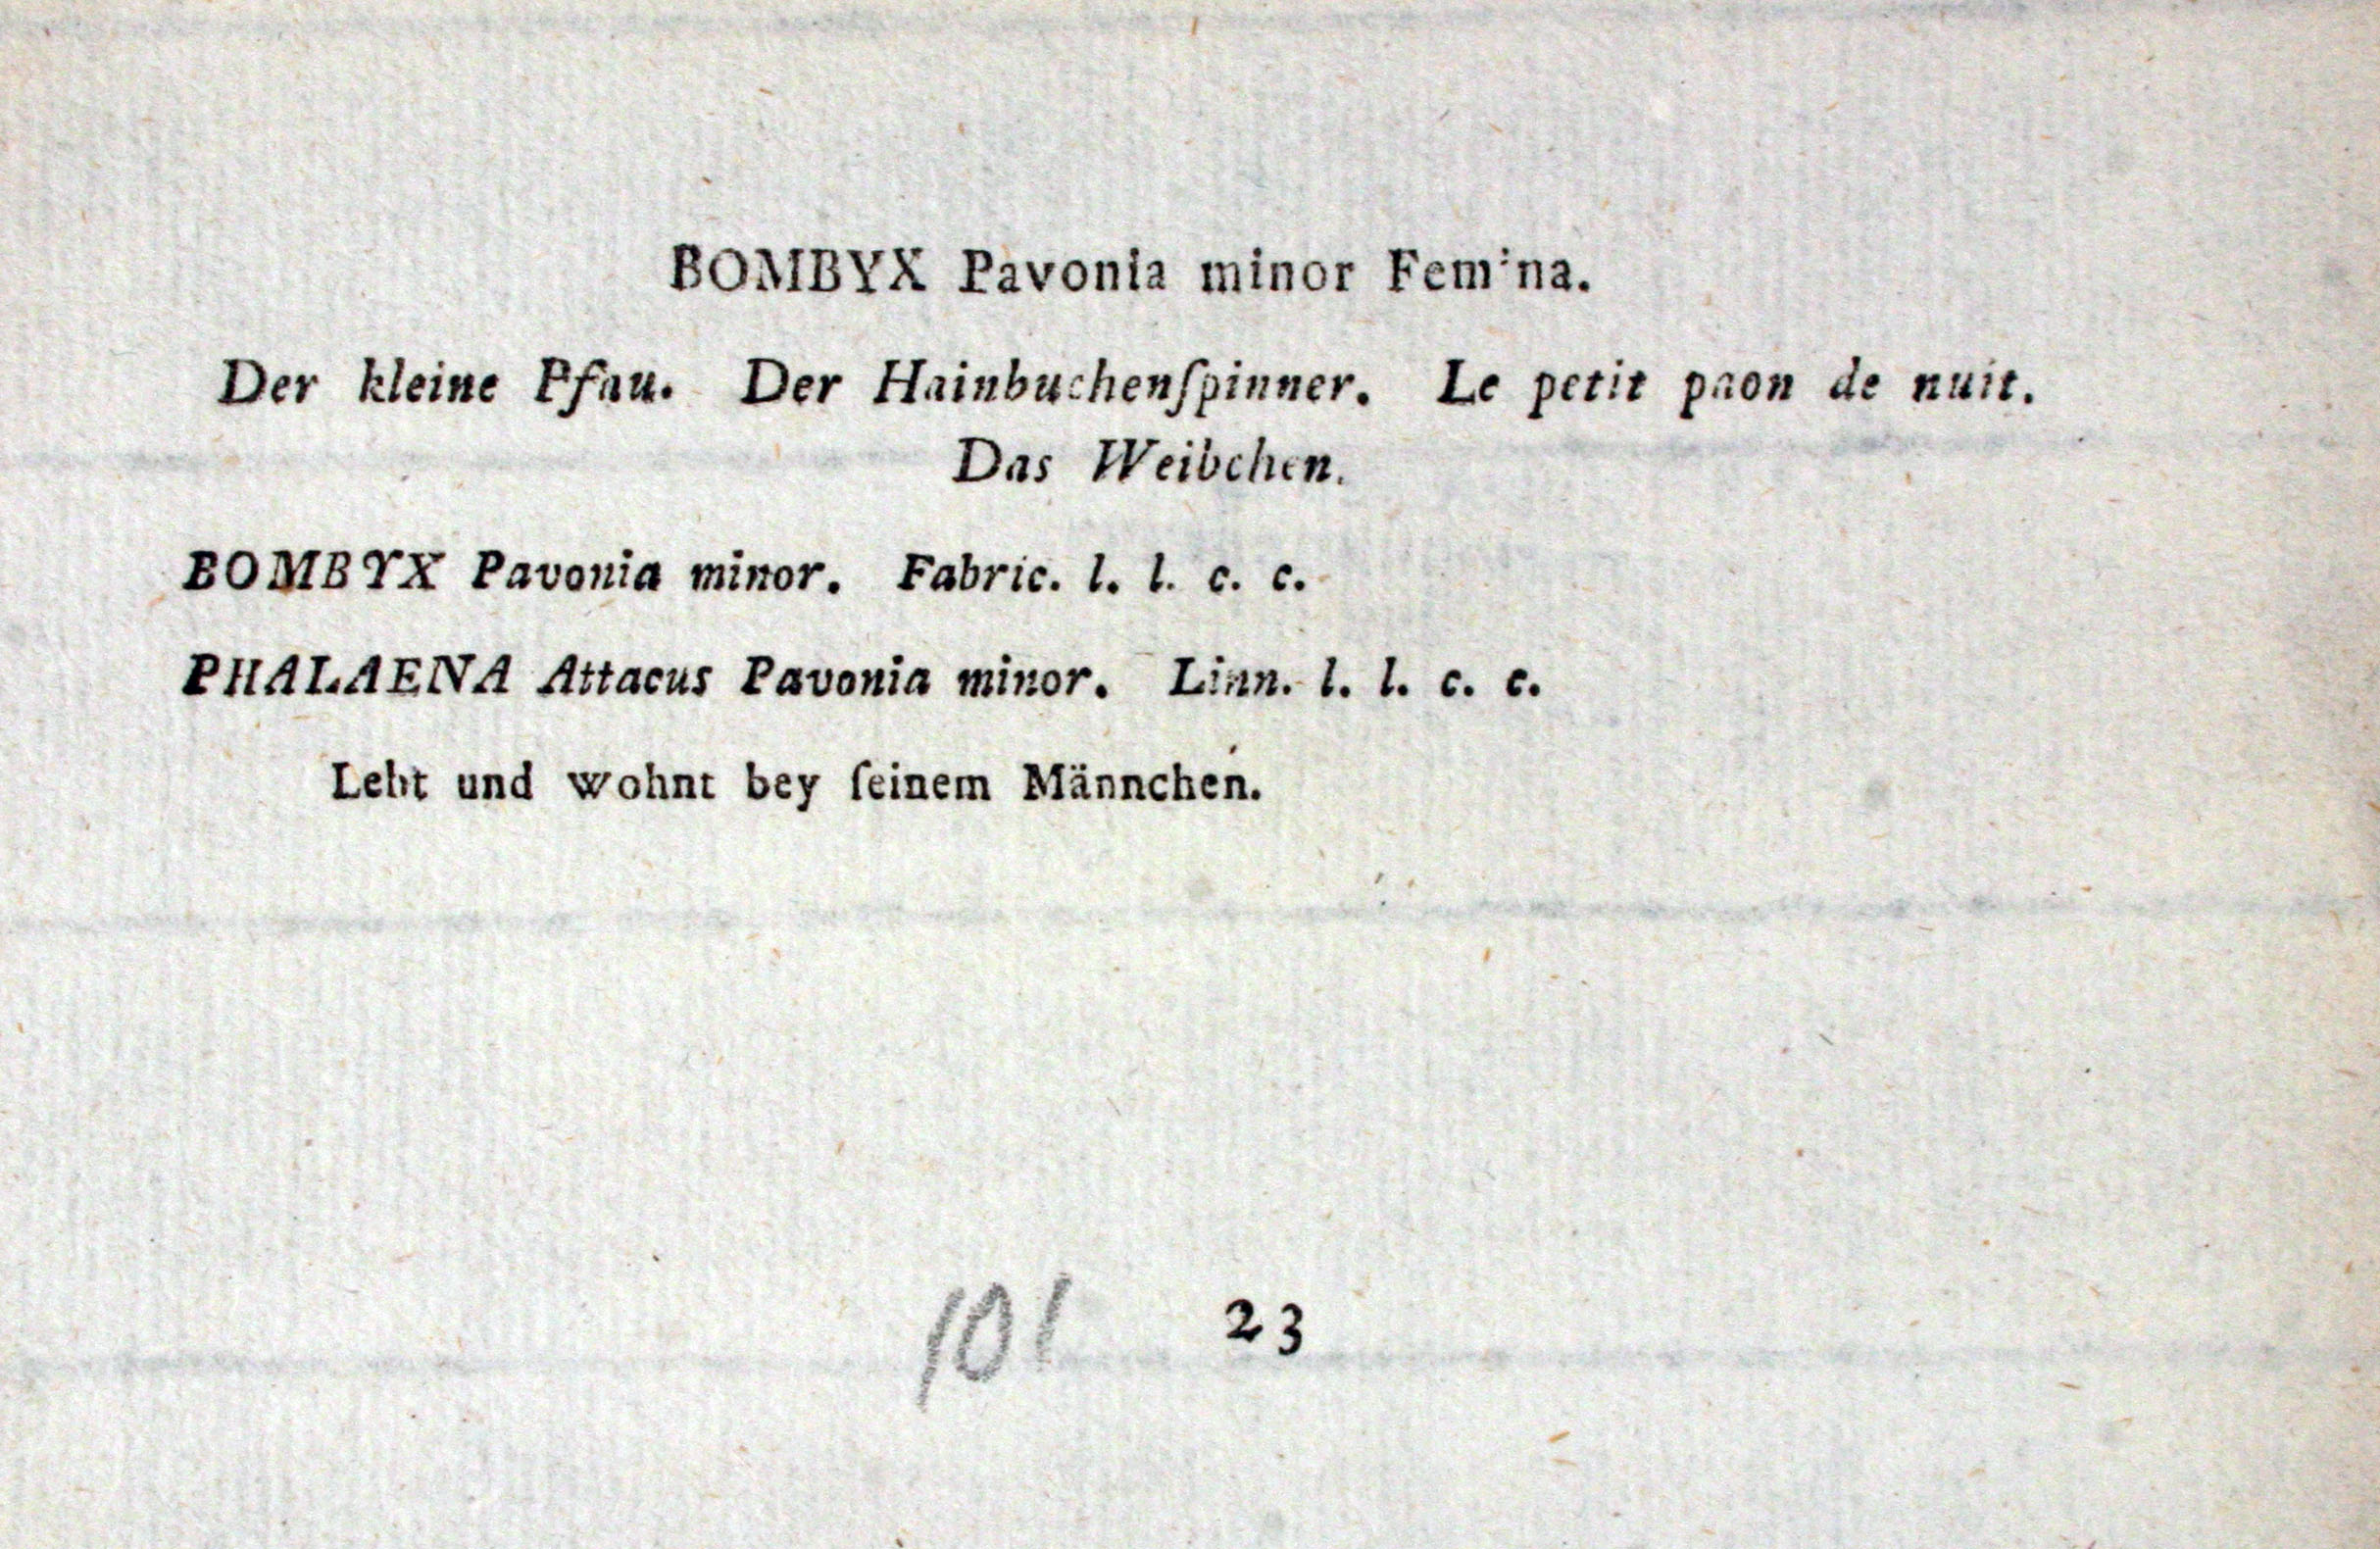 BOMBYX Pavonia minor Femina.
Der kleine Pfau. Der Hainbuchenſpinner. Le petit paon de nuit.
Das Weibchen.
BOMBYX Pavonia minor. Fabric. l. l. c. c.
PHALAENA Attacus Pavonia minor. Linn. l. l. c. c.
Lebt und wohnt bey ſeinem Männchen.
101 23